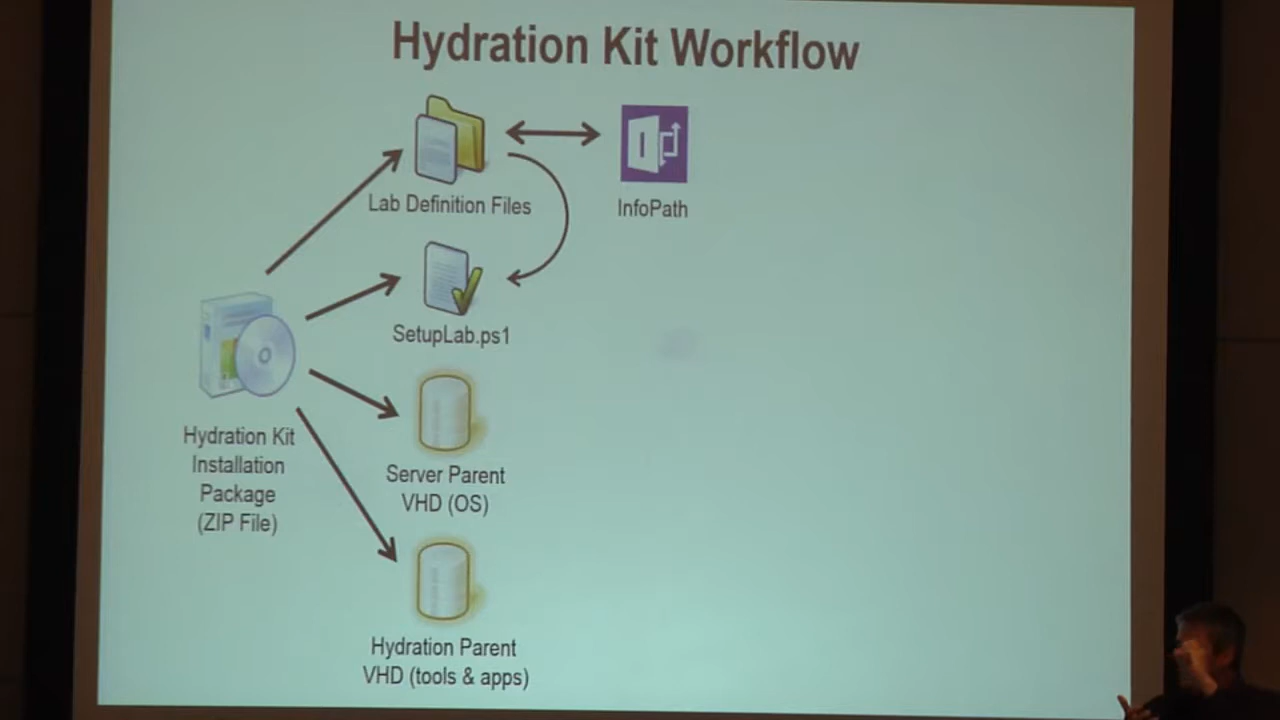 Hydration Kit Workflow
Lab Definition Files
InfoPath
SetupLab.ps1
Hydration Kit
Installation
Package
(ZIP File)
Server Parent
VHD (OS)
Hydration Parent
VHD (tools & apps)